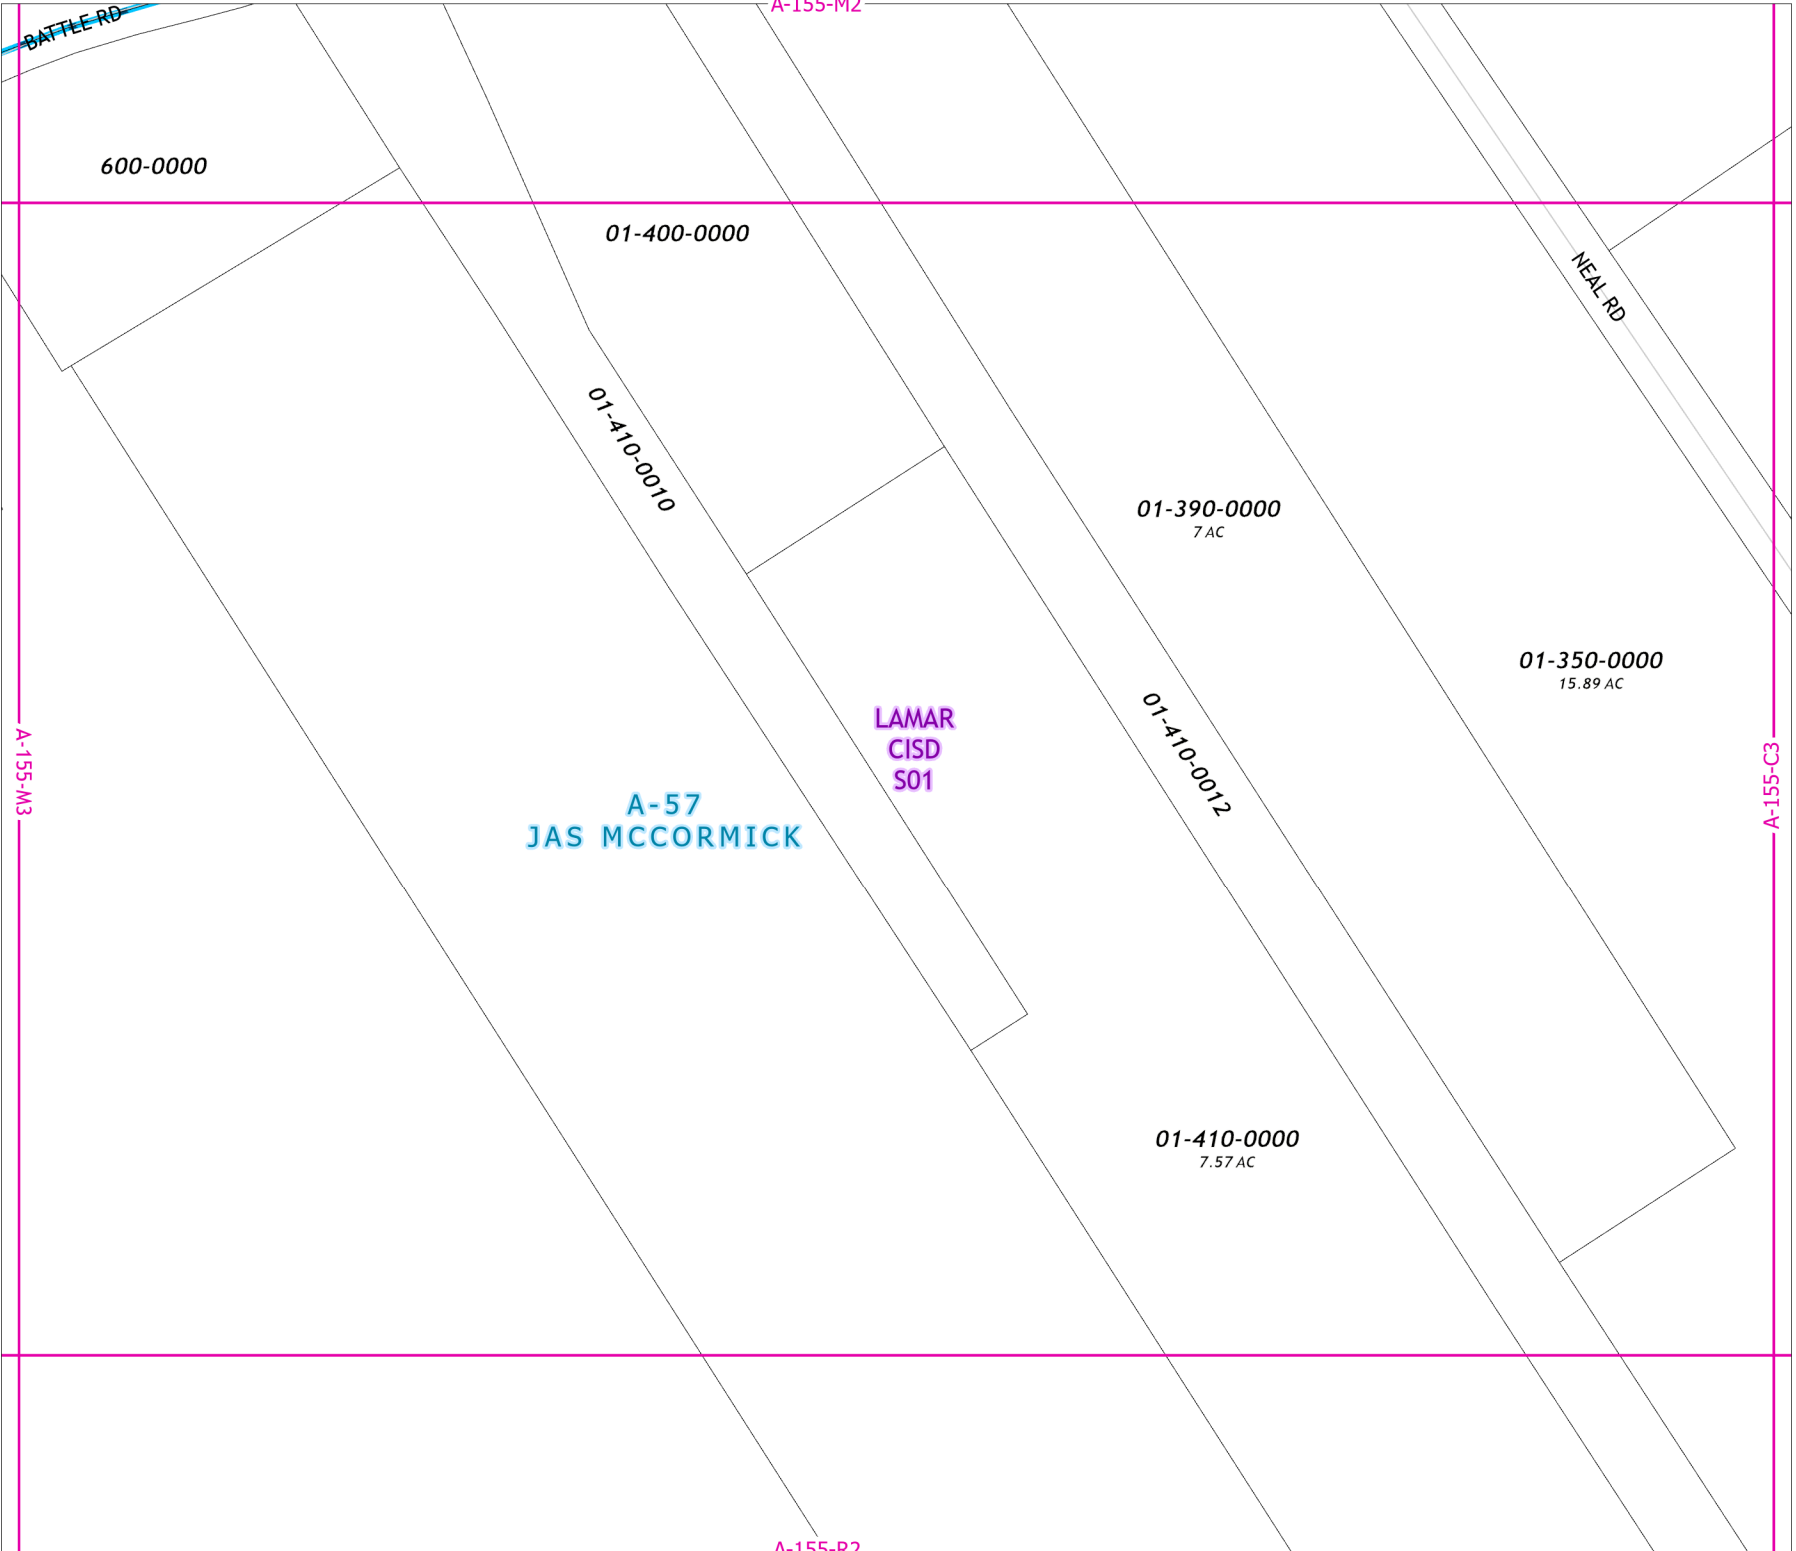 A-155-M2
BATTLE RD
600-0000
01-400-0000
NEAL RD
01-410-0010
01-390-0000
7 AC
01-350-0000
15.89 AC
LAMAR
CISD
S01
01-410-0012
A-155-M3
A-155-C3
A-57
JAS MCCORMICK
01-410-0000
7.57 AC
A-155-R2